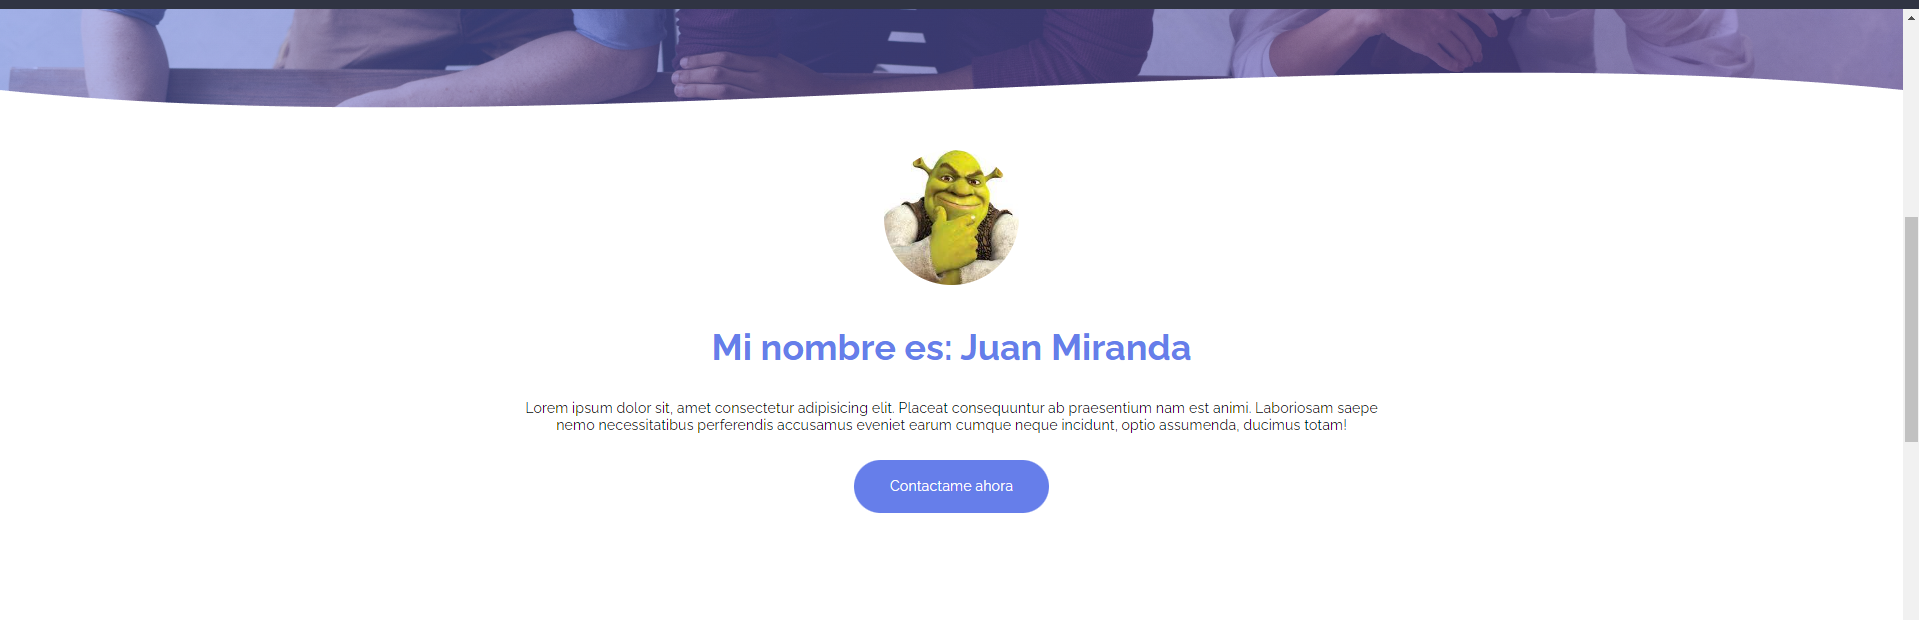 Mi nombre es: Juan Miranda
Lorem ipsum dolor sit, amet consectetur adipisicing elit. Placeat consequuntur ab praesentium nam est animi. Laboriosam saepe
nemo necessitatibus perferendis accusamus eveniet earum cumque neque incidunt, optio assumenda, ducimus totam!
Contactame ahora